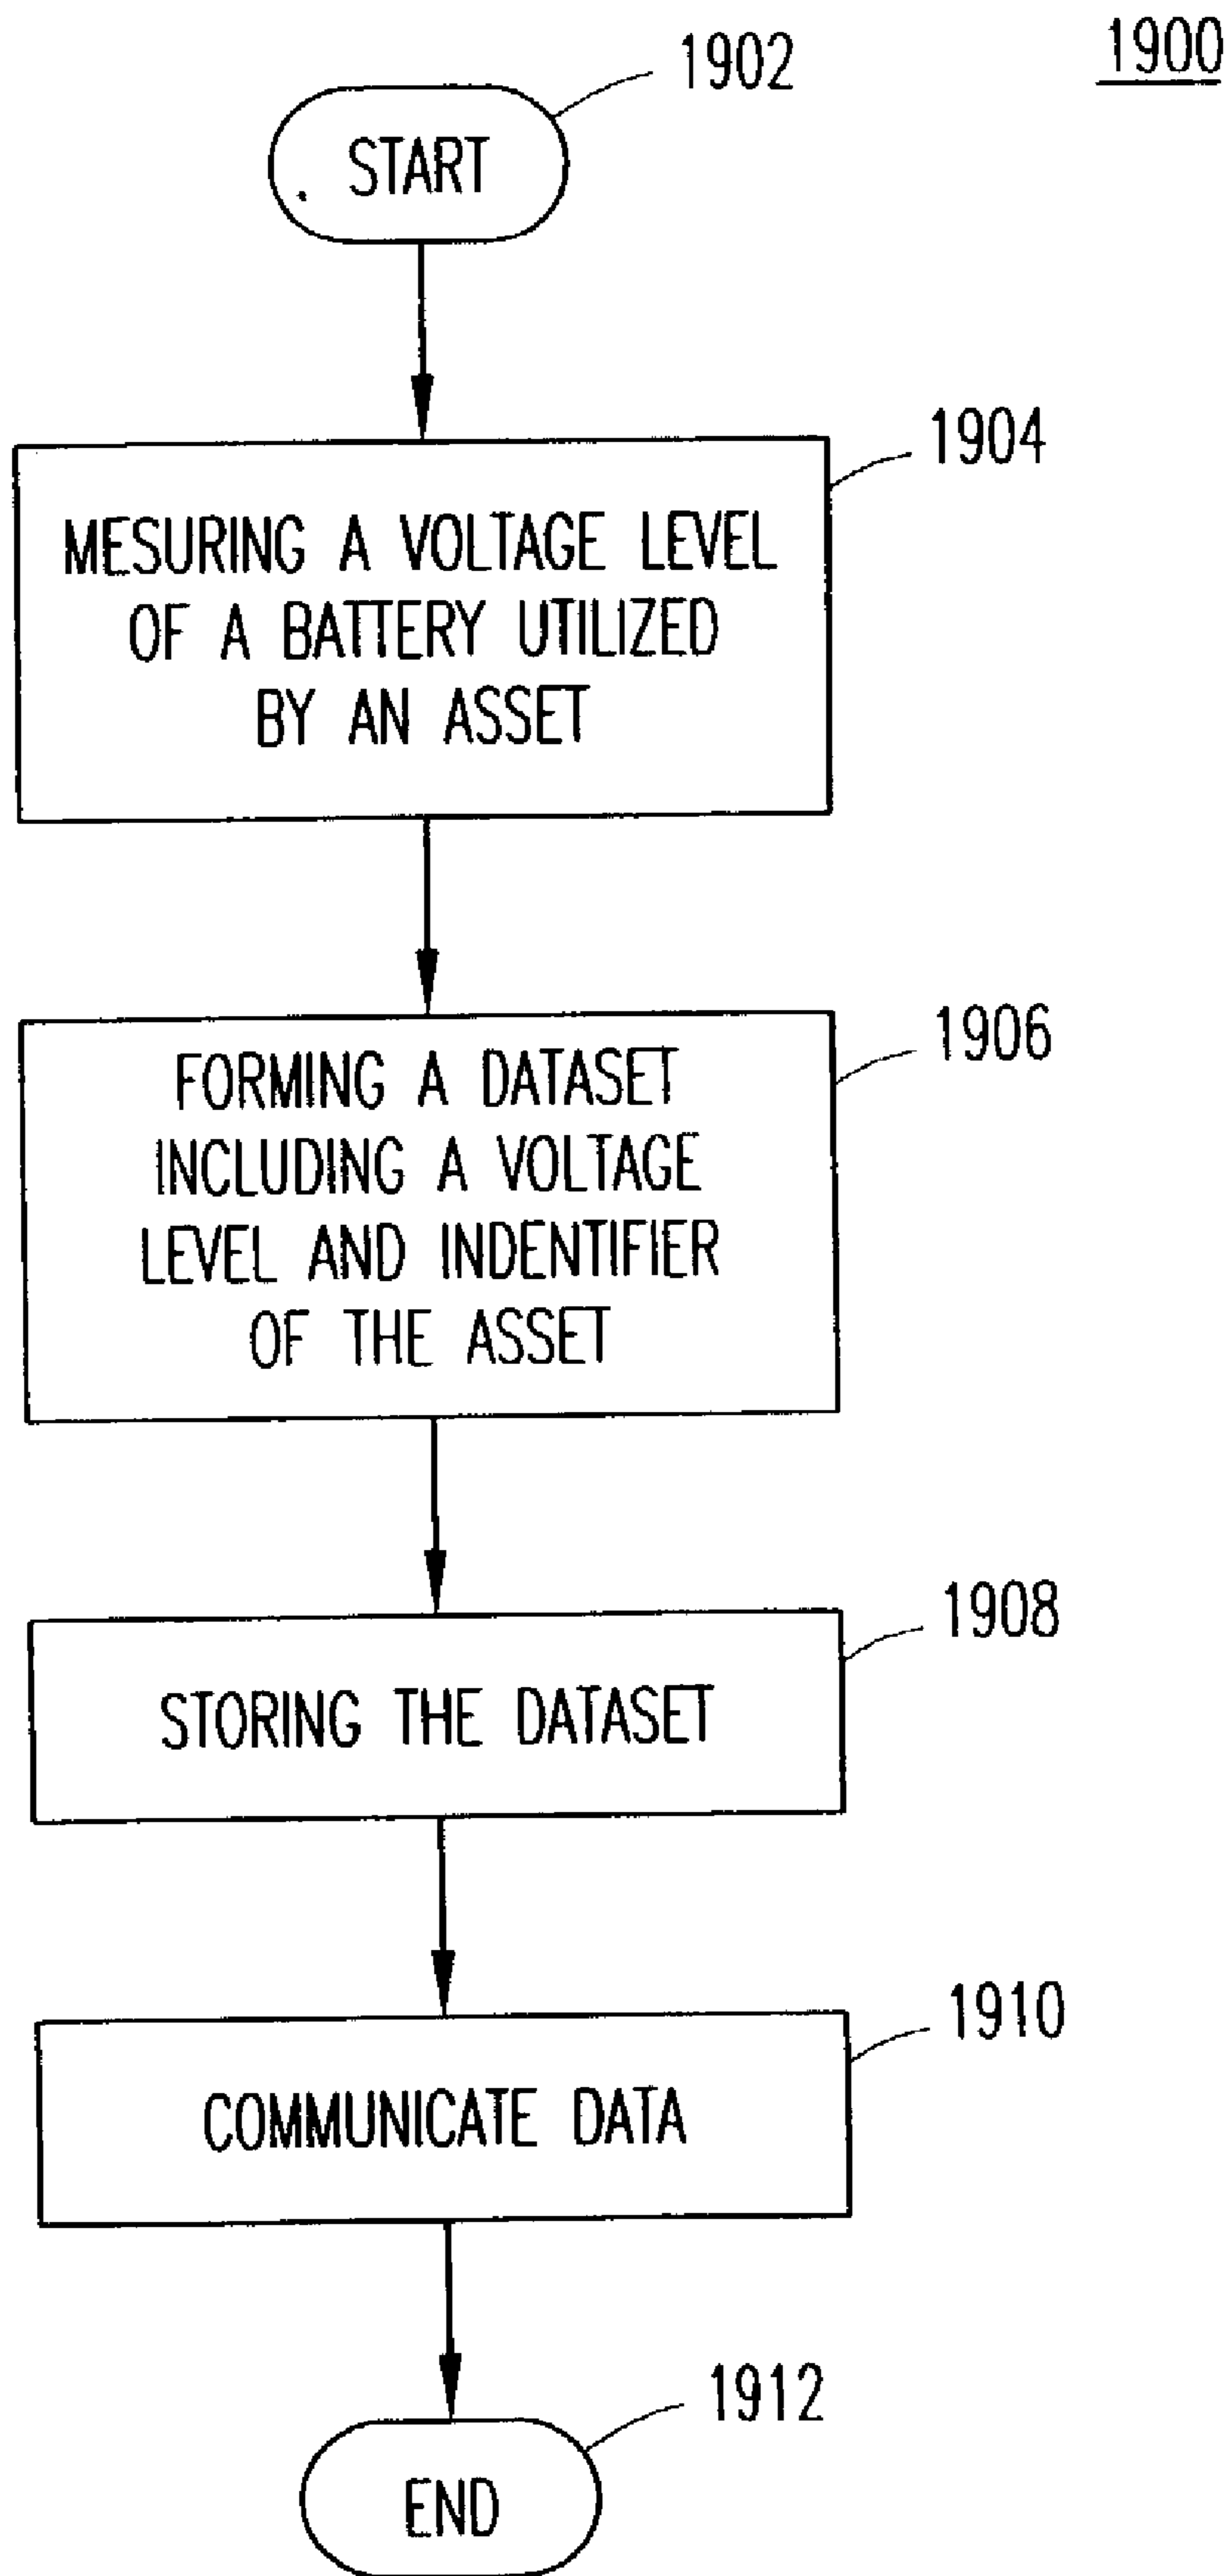 1900
1902
START
1904
MESURING A VOLTAGE LEVEL
OF A BATTERY UTILIZED
BY AN ASSET
1906
FORMING A DATASET
INCLUDING A VOLTAGE
LEVEL AND INDENTIFIER
OF THE ASSET
1908
STORING THE DATASET
1910
COMMUNICATE DATA
1912
END